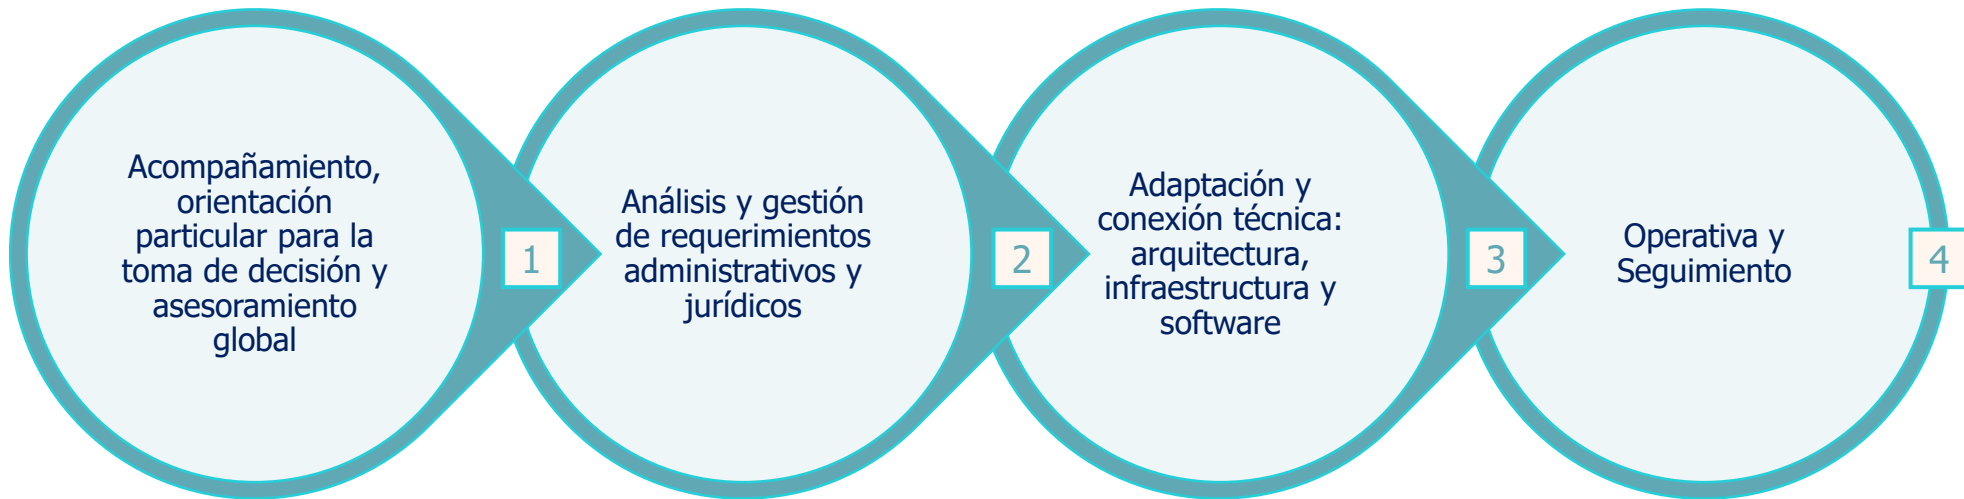 Acompañamiento,
orientación
particular para la
toma de decisión y
asesoramiento
global
1
Análisis y gestión
de requerimientos
administrativos y
jurídicos
2
Adaptación y
conexión técnica:
arquitectura,
infraestructura y
software
3
Operativa y
Seguimiento
4